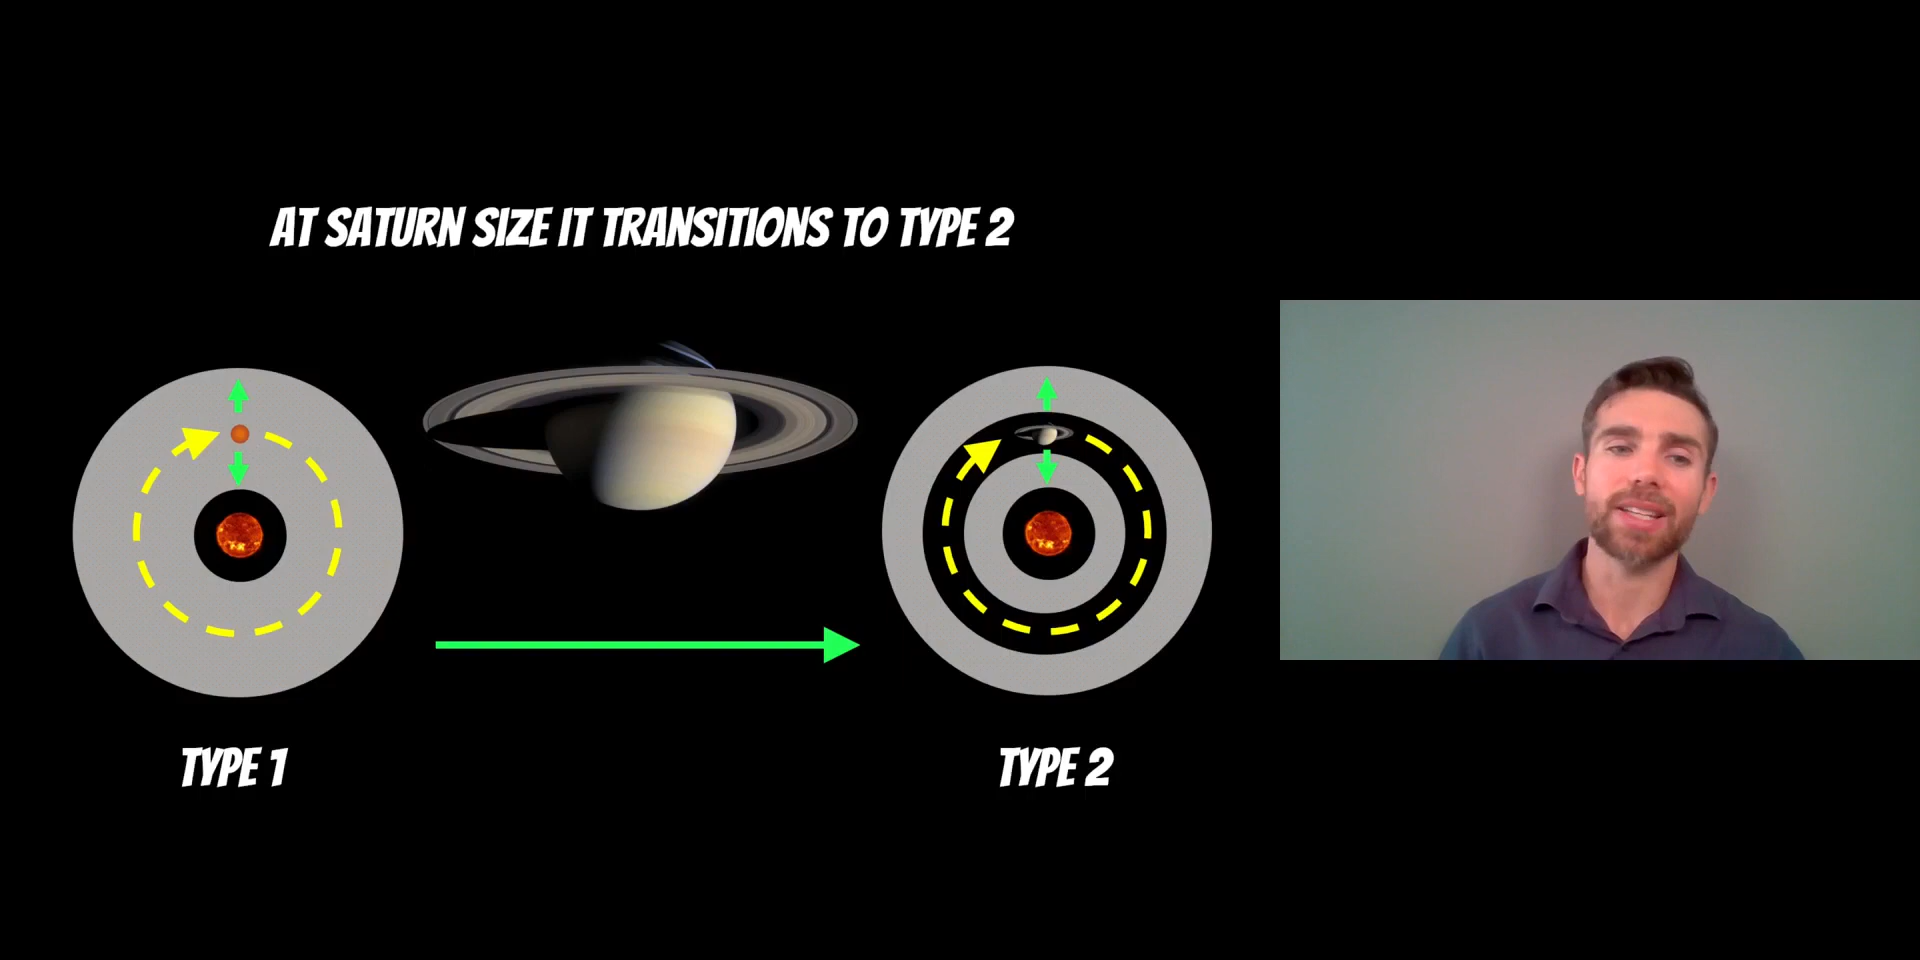 AT SATURN SIZE IT TRANSITIONS TO TYPE 2
TYPE 1
TYPE 2